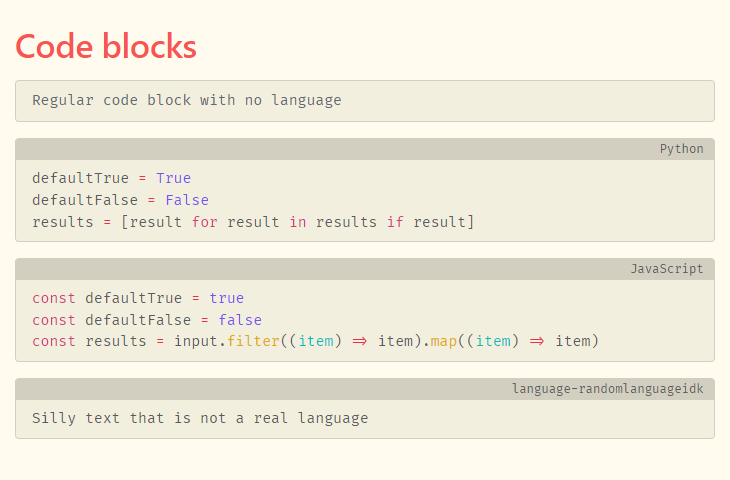 Code blocks
Regular code block with no language
Python
defaultTrue = True
defaultFalse = False
results = [result for result in results if result]
JavaScript
const defaultTrue = true
const defaultFalse = false
const results = input.filter((item) => item).map((item) => item)
language-randomlanguageidk
Silly text that is not a real language